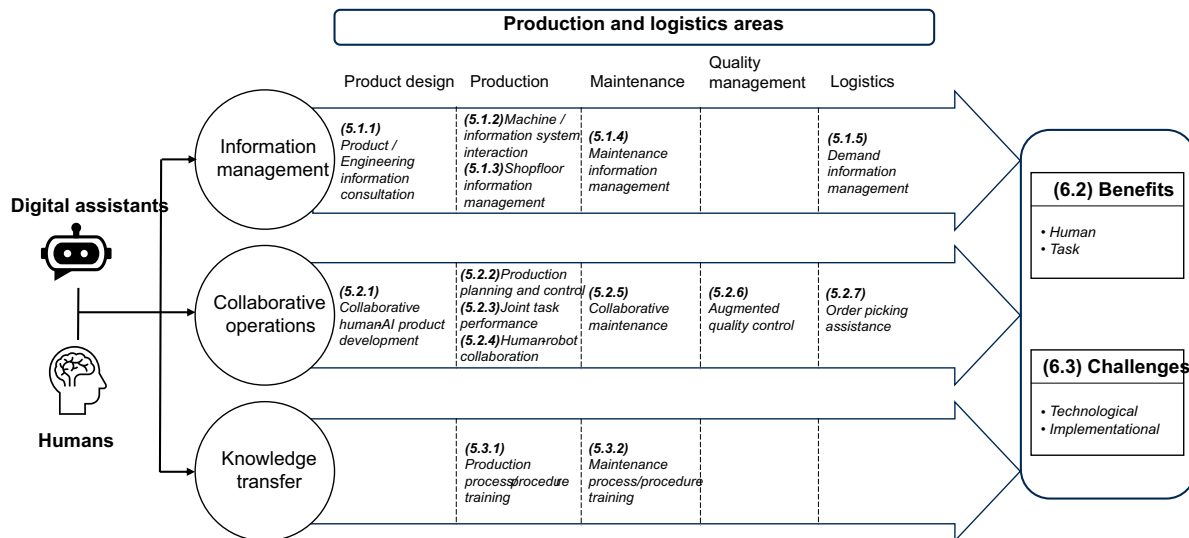 Production and logistics areas
Product design
Production
Maintenance
Quality
management
Logistics
Digital assistants
Humans
Information
management
(5.1.1)
Product /
Engineering
information
consultation
(5.1.2)Machine /
information system
interaction
(5.1.3)Shopfloor
information
management
(5.1.4)
Maintenance
information
management
(5.1.5)
Demand
information
management
Collaborative
operations
(5.2.1)
Collaborative
human-AI product
development
(5.2.2)Production
planning and control
(5.2.3)Joint task
performance
(5.2.4)Human-robot
collaboration
(5.2.5)
Collaborative
maintenance
(5.2.6)
Augmented
quality control
(5.2.7)
Order picking
assistance
Knowledge
transfer
(5.3.1)
Production
process/procedure
training
(5.3.2)
Maintenance
process/procedure
training
(6.2) Benefits
• Human
• Task
(6.3) Challenges
• Technological
• Implementational